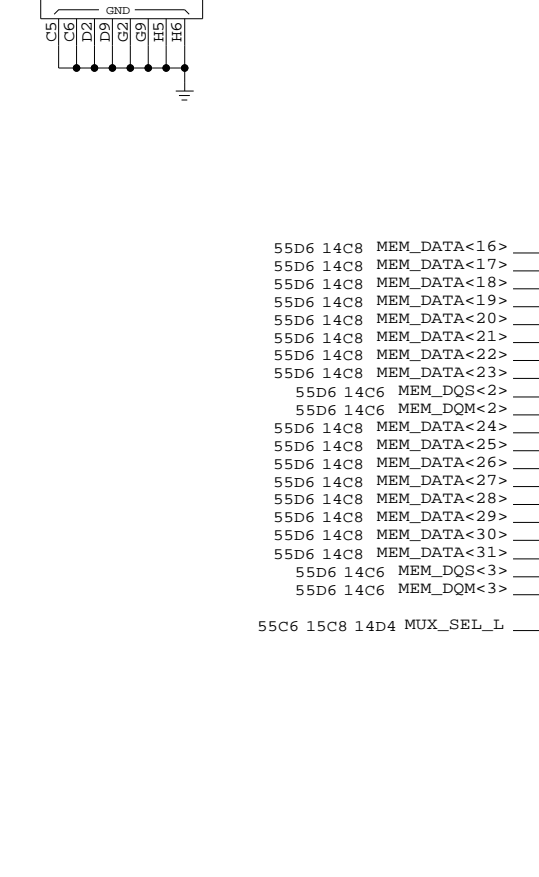 GND
C5 C6 D2 D9 G2 G9 H5 H6
55D6 14C8 MEM_DATA<16>
55D6 14C8 MEM_DATA<17>
55D6 14C8 MEM_DATA<18>
55D6 14C8 MEM_DATA<19>
55D6 14C8 MEM_DATA<20>
55D6 14C8 MEM_DATA<21>
55D6 14C8 MEM_DATA<22>
55D6 14C8 MEM_DATA<23>
55D6 14C6 MEM_DQS<2>
55D6 14C6 MEM_DQM<2>
55D6 14C8 MEM_DATA<24>
55D6 14C8 MEM_DATA<25>
55D6 14C8 MEM_DATA<26>
55D6 14C8 MEM_DATA<27>
55D6 14C8 MEM_DATA<28>
55D6 14C8 MEM_DATA<29>
55D6 14C8 MEM_DATA<30>
55D6 14C8 MEM_DATA<31>
55D6 14C6 MEM_DQS<3>
55D6 14C6 MEM_DQM<3>
55C6 15C8 14D4 MUX_SEL_L